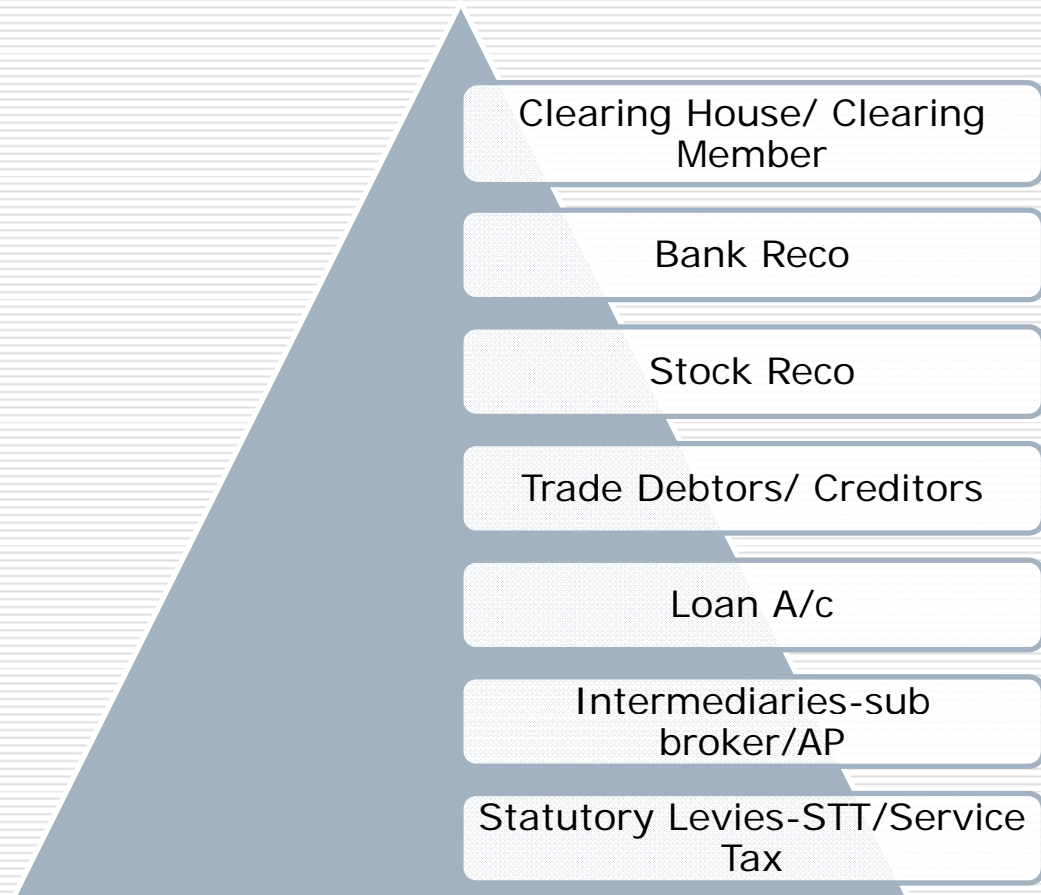 Clearing House/ Clearing
Member
Bank Reco
Stock Reco
Trade Debtors/ Creditors
Loan A/c
Intermediaries-sub
broker/AP
Statutory Levies-STT/Service
Tax